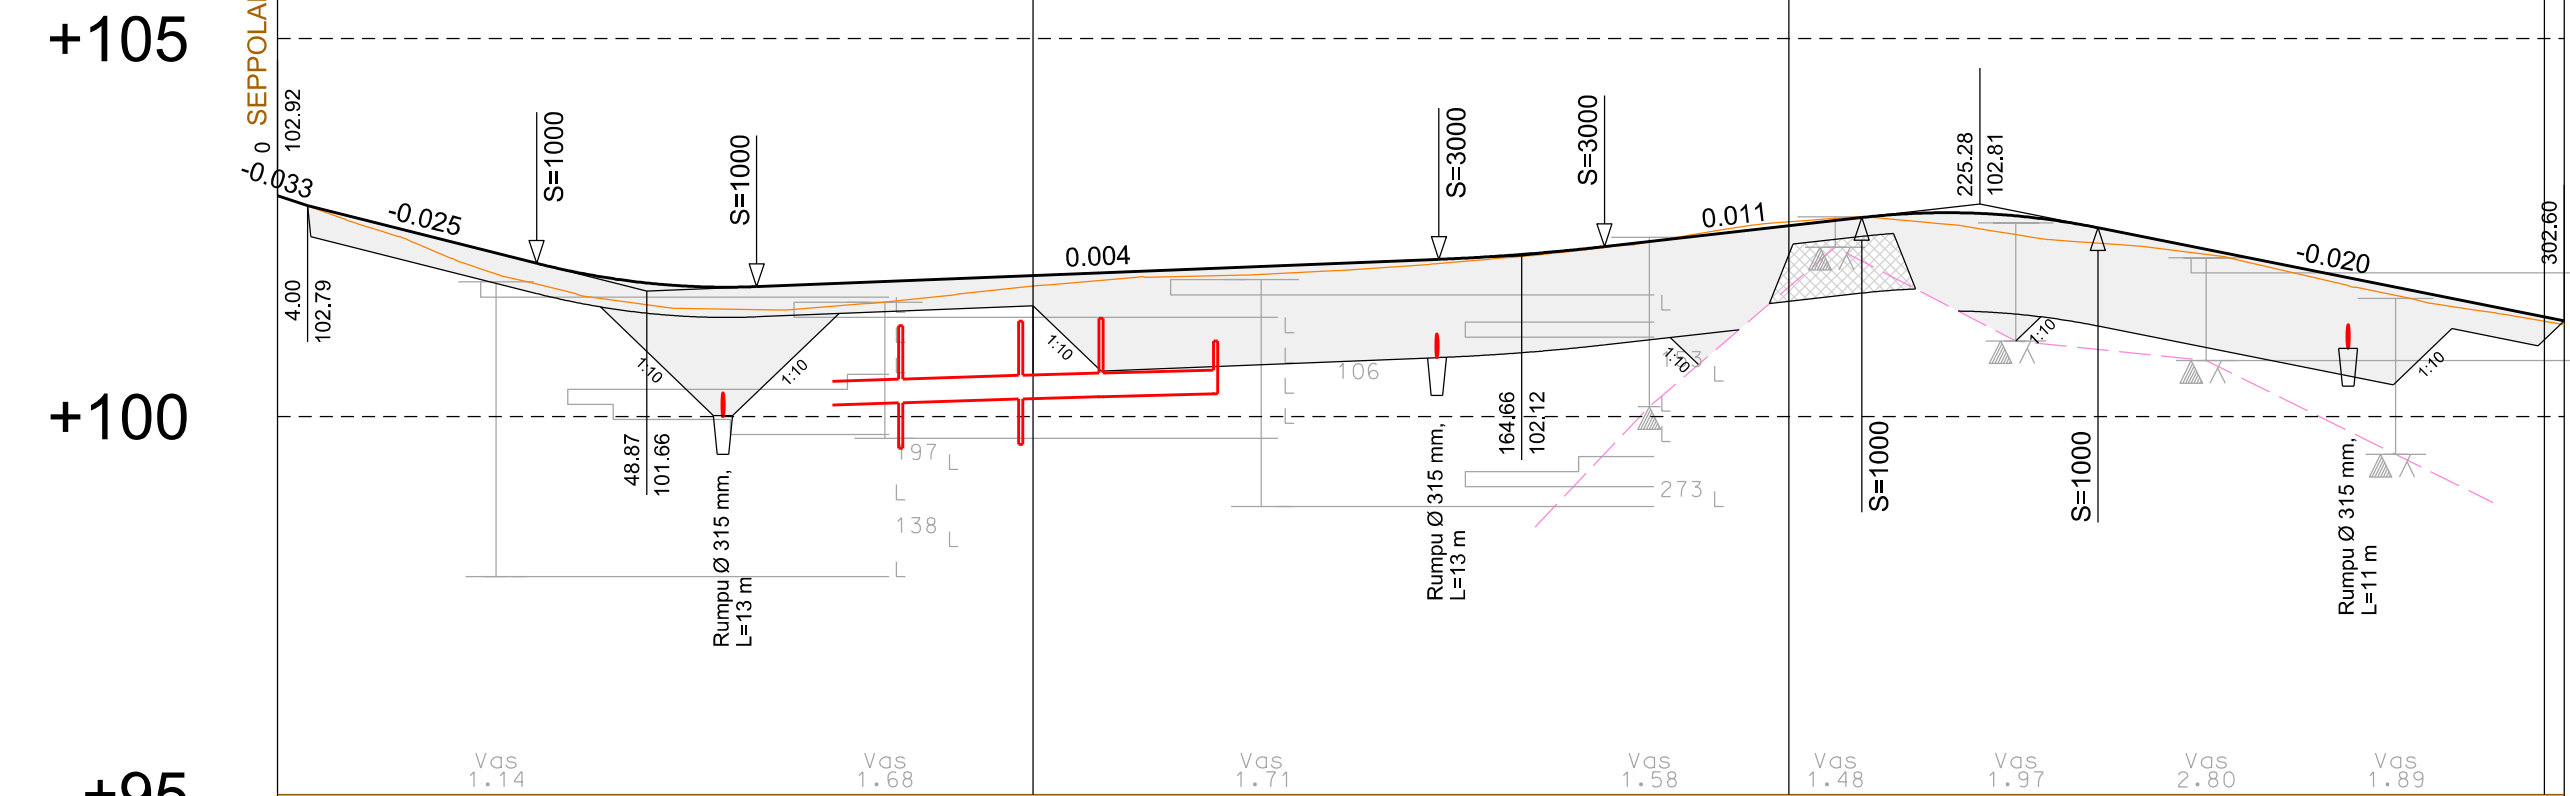 +105
+100
+95
SEPPOLA
0
102.92
-0.033
4.00
102.79
-0.025
S=1000
S=1000
48.87
101.66
1:10
1:10
Rumpu Ø 315 mm,
L=13 m
0.004
1:10
197
138
106
S=3000
S=3000
Rumpu Ø 315 mm,
L=13 m
164.66
102.12
1:10
273
0.011
225.28
102.81
S=1000
S=1000
1:10
-0.020
1:10
Rumpu Ø 315 mm,
L=11 m
302.60
Vas
1.14
Vas
1.68
Vas
1.71
Vas
1.58
Vas
1.48
Vas
1.97
Vas
2.80
Vas
1.89